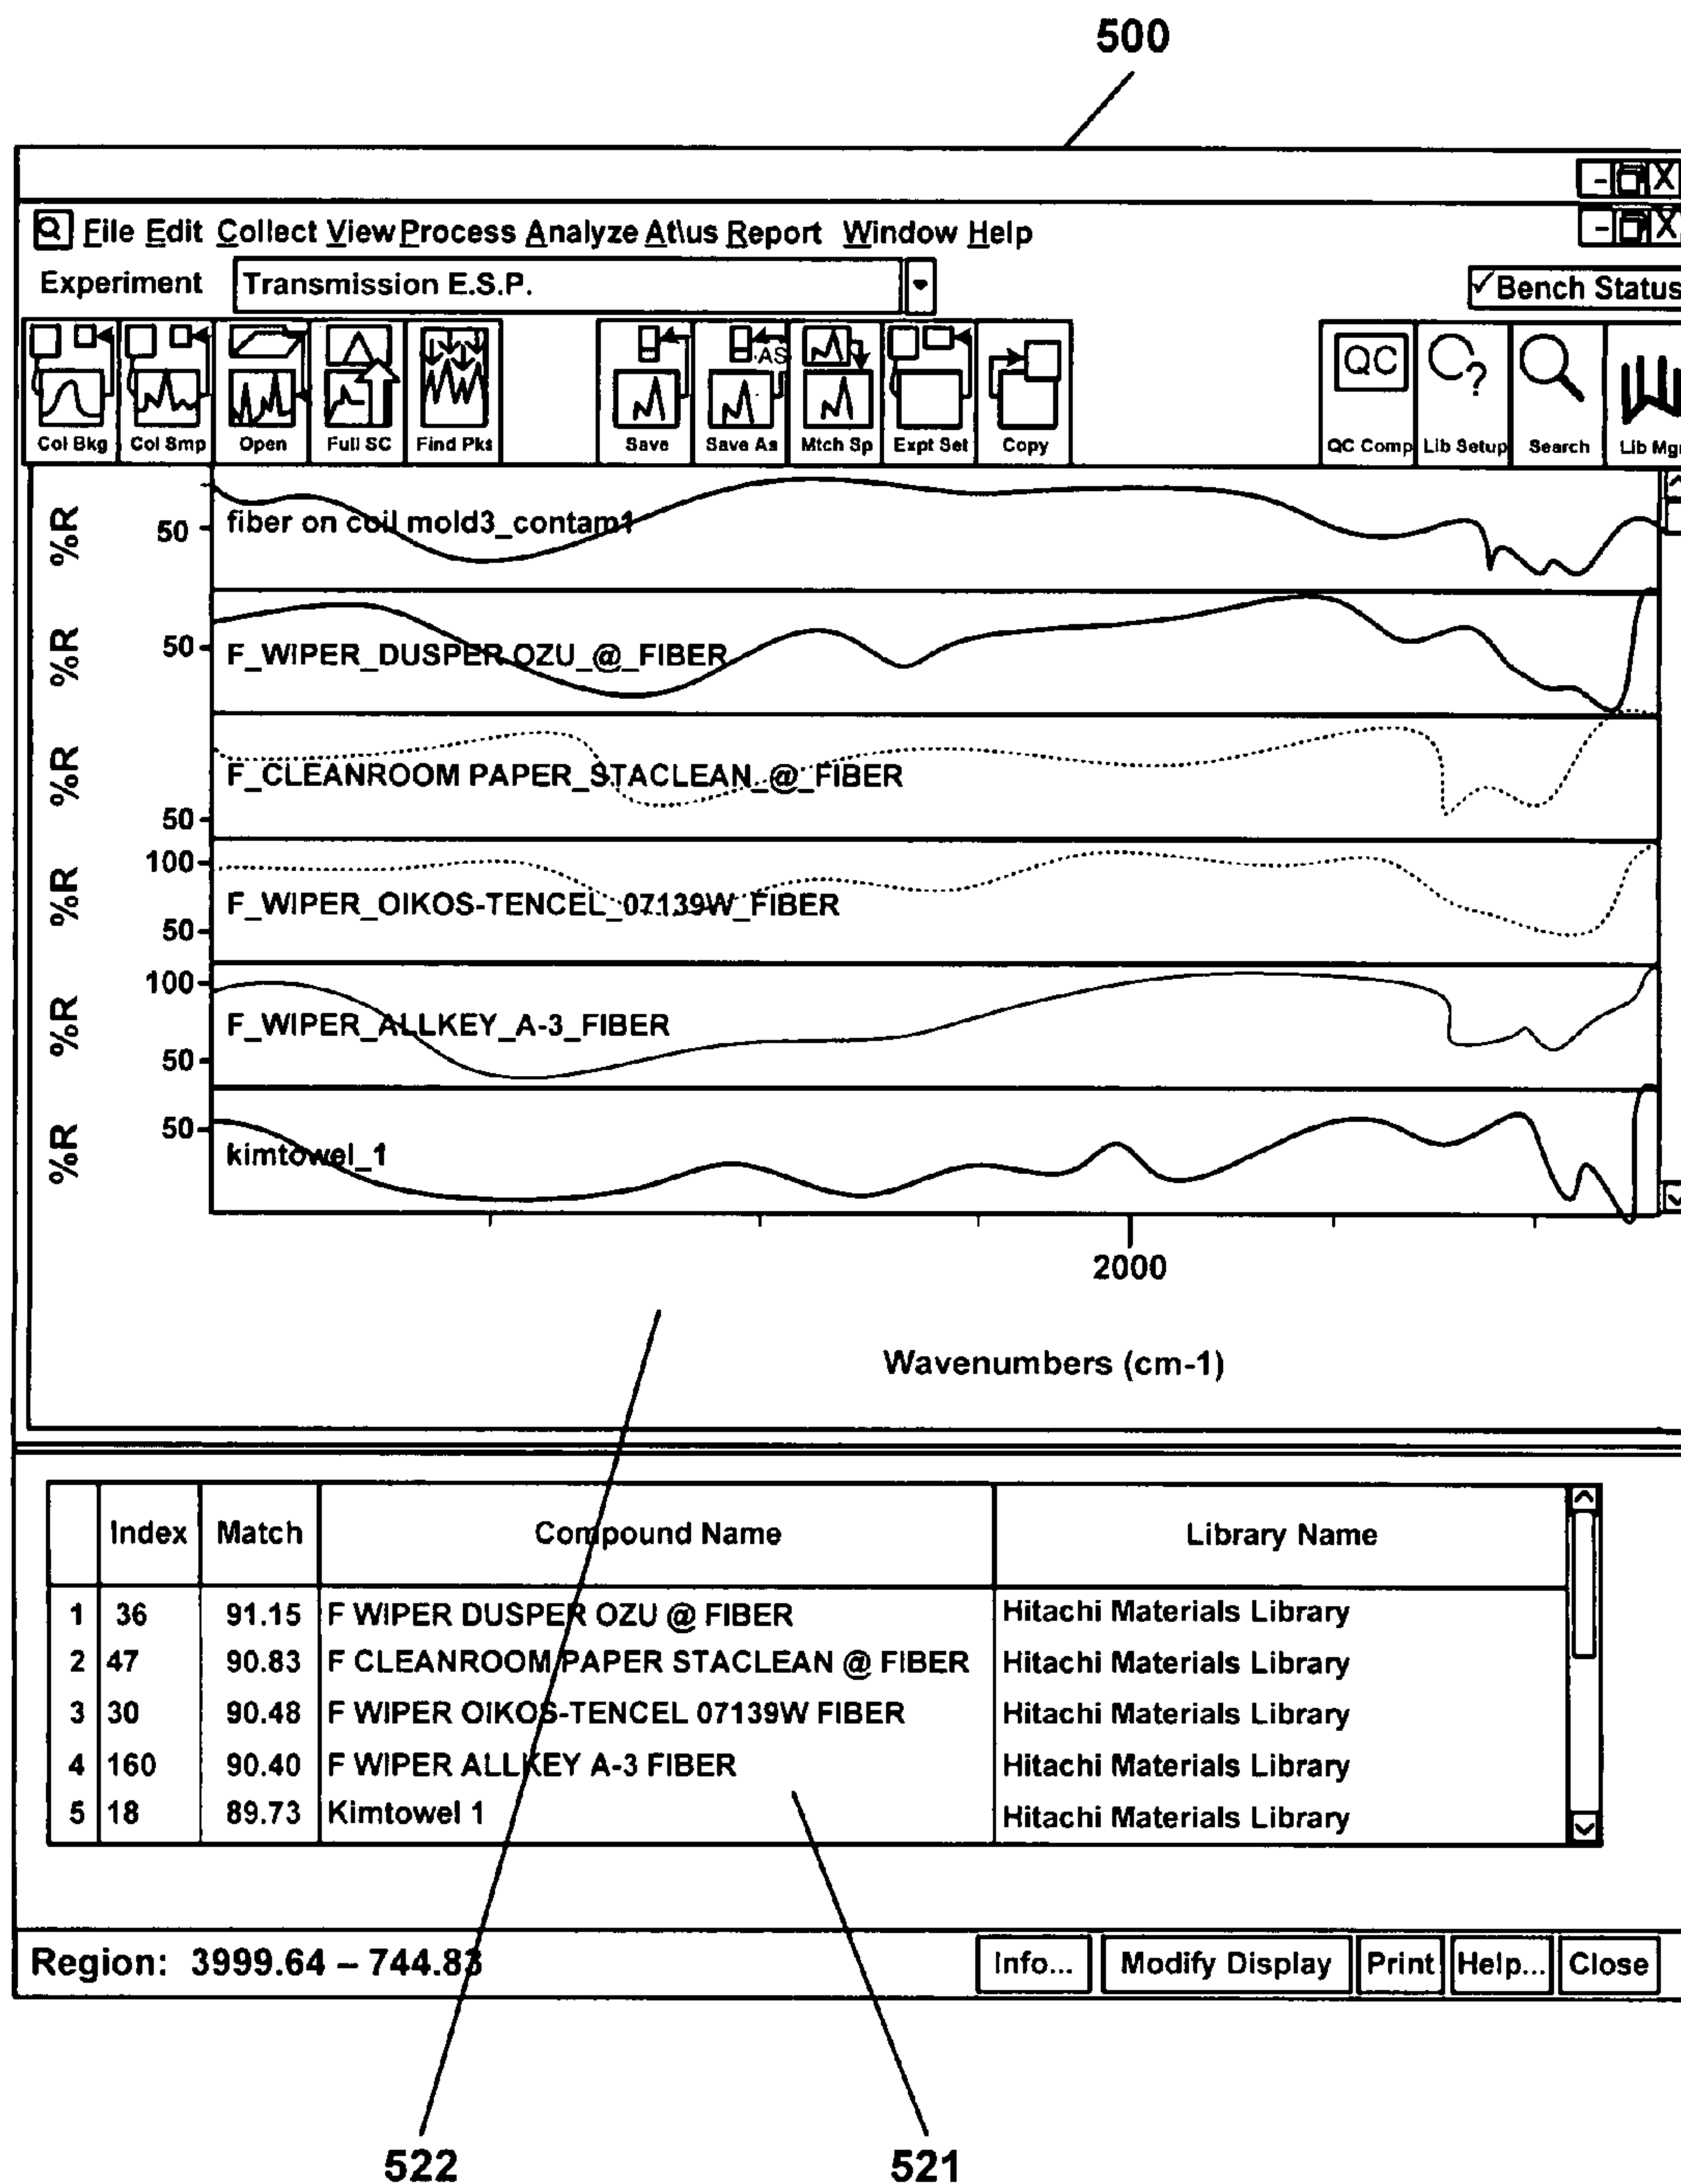 500
File Edit Collect View Process Analyze At\us Report Window Help
Experiment Transmission E.S.P. Bench Status
AS QC ?
Col Bkg Col Smp Open Full SC Find Pks Save Save As Mtch Sp Expt Set Copy QC Comp Lib Setup Search Lib Mgr
%R 50 fiber on coil mold3_contam1
%R 50 F_WIPER_DUSPER OZU_@_FIBER
%R 50 F_CLEANROOM PAPER_STACLEAN_@_FIBER
%R 100 50 F_WIPER_OIKOS-TENCEL_07139W_FIBER
%R 100 50 F_WIPER_ALLKEY_A-3_FIBER
%R 50 kimtowel_1
2000
Wavenumbers (cm-1)
Index Match Compound Name Library Name
1 36 91.15 F WIPER DUSPER OZU @ FIBER Hitachi Materials Library
2 47 90.83 F CLEANROOM PAPER STACLEAN @ FIBER Hitachi Materials Library
3 30 90.48 F WIPER OIKOS-TENCEL 07139W FIBER Hitachi Materials Library
4 160 90.40 F WIPER ALLKEY A-3 FIBER Hitachi Materials Library
5 18 89.73 Kimtowel 1 Hitachi Materials Library
Region: 3999.64 – 744.83 Info... Modify Display Print Help... Close
522 521